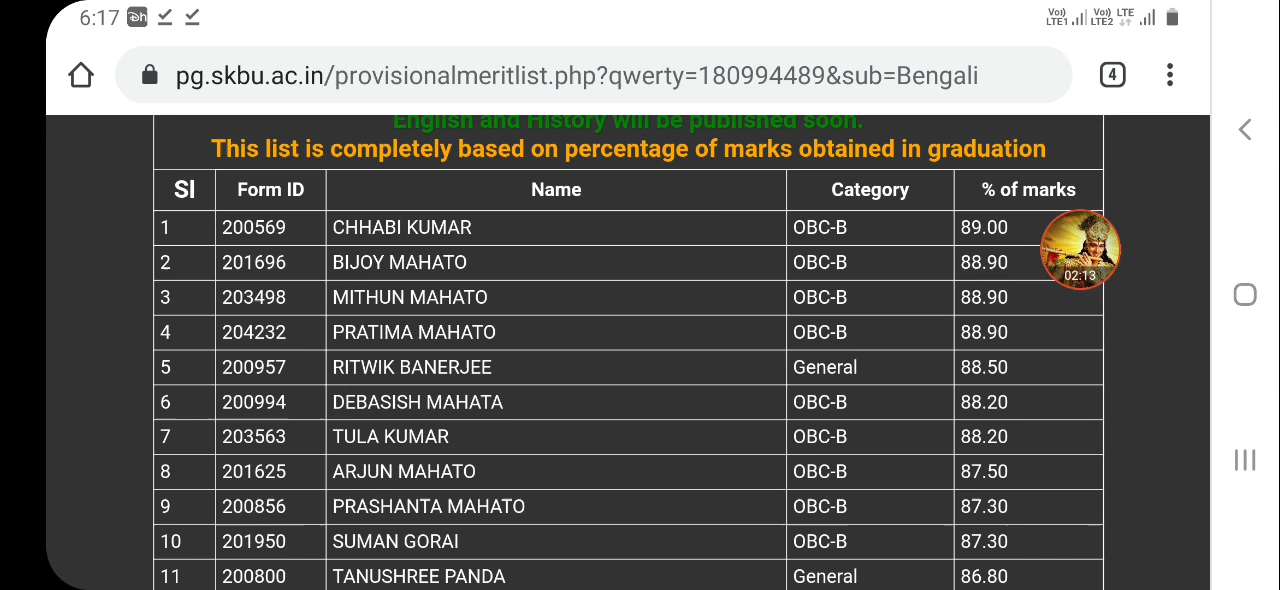 6:17 Dh Vo) LTE1 Vo) LTE2 LTE
pg.skbu.ac.in/provisionalmeritlist.php?qwerty=180994489&sub=Bengali 4
English and History will be published soon.
This list is completely based on percentage of marks obtained in graduation
Sl Form ID Name Category % of marks
1 200569 CHHABI KUMAR OBC-B 89.00
2 201696 BIJOY MAHATO OBC-B 88.90
02:13
3 203498 MITHUN MAHATO OBC-B 88.90
4 204232 PRATIMA MAHATO OBC-B 88.90
5 200957 RITWIK BANERJEE General 88.50
6 200994 DEBASISH MAHATA OBC-B 88.20
7 203563 TULA KUMAR OBC-B 88.20
8 201625 ARJUN MAHATO OBC-B 87.50
9 200856 PRASHANTA MAHATO OBC-B 87.30
10 201950 SUMAN GORAI OBC-B 87.30
11 200800 TANUSHREE PANDA General 86.80